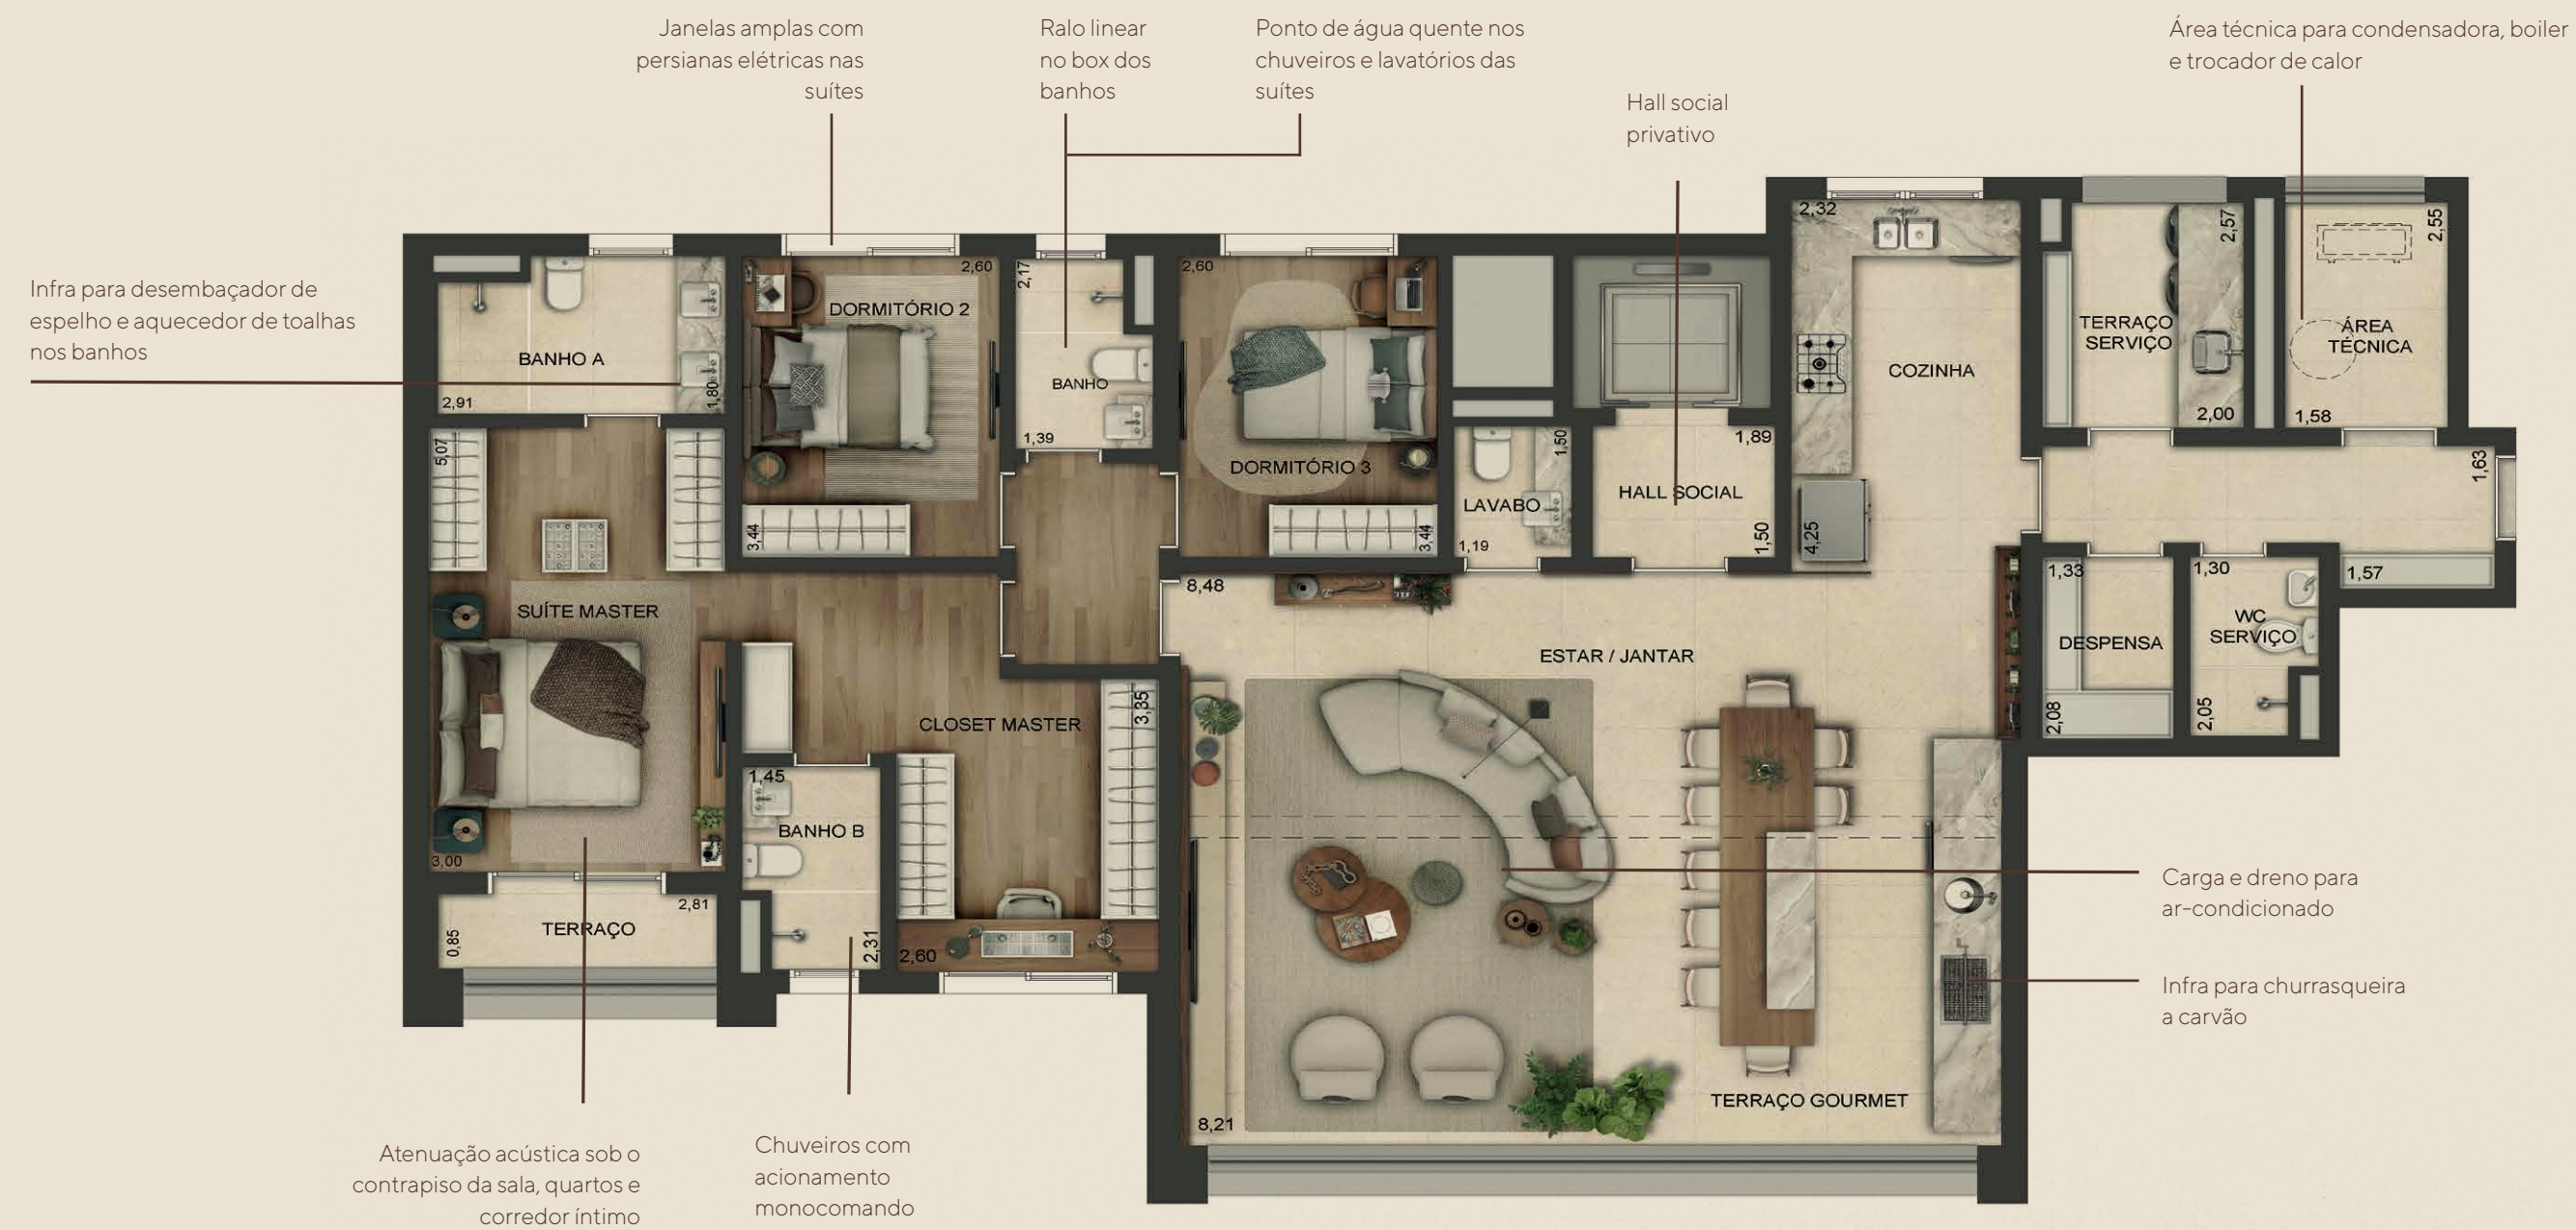 Janelas amplas com
persianas elétricas nas
suítes
Ralo linear
no box dos
banhos
Ponto de água quente nos
chuveiros e lavatórios das
suítes
Hall social
privativo
Área técnica para condensadora, boiler
e trocador de calor
Infra para desembaçador de
espelho e aquecedor de toalhas
nos banhos
BANHO A
2,91
1,80
DORMITÓRIO 2
2,60
3,44
2,17
BANHO
1,39
2,60
DORMITÓRIO 3
3,44
LAVABO
1,50
1,19
HALL SOCIAL
1,89
1,50
2,32
COZINHA
4,25
TERRAÇO
SERVIÇO
2,57
2,00
ÁREA
TÉCNICA
2,55
1,58
1,63
1,57
1,33
DESPENSA
2,08
1,30
WC
SERVIÇO
2,05
5,07
SUÍTE MASTER
3,00
CLOSET MASTER
3,35
2,60
1,45
BANHO B
2,31
TERRAÇO
2,81
0,85
8,48
ESTAR / JANTAR
8,21
TERRAÇO GOURMET
Carga e dreno para
ar-condicionado
Infra para churrasqueira
a carvão
Atenuação acústica sob o
contrapiso da sala, quartos e
corredor íntimo
Chuveiros com
acionamento
monocomando